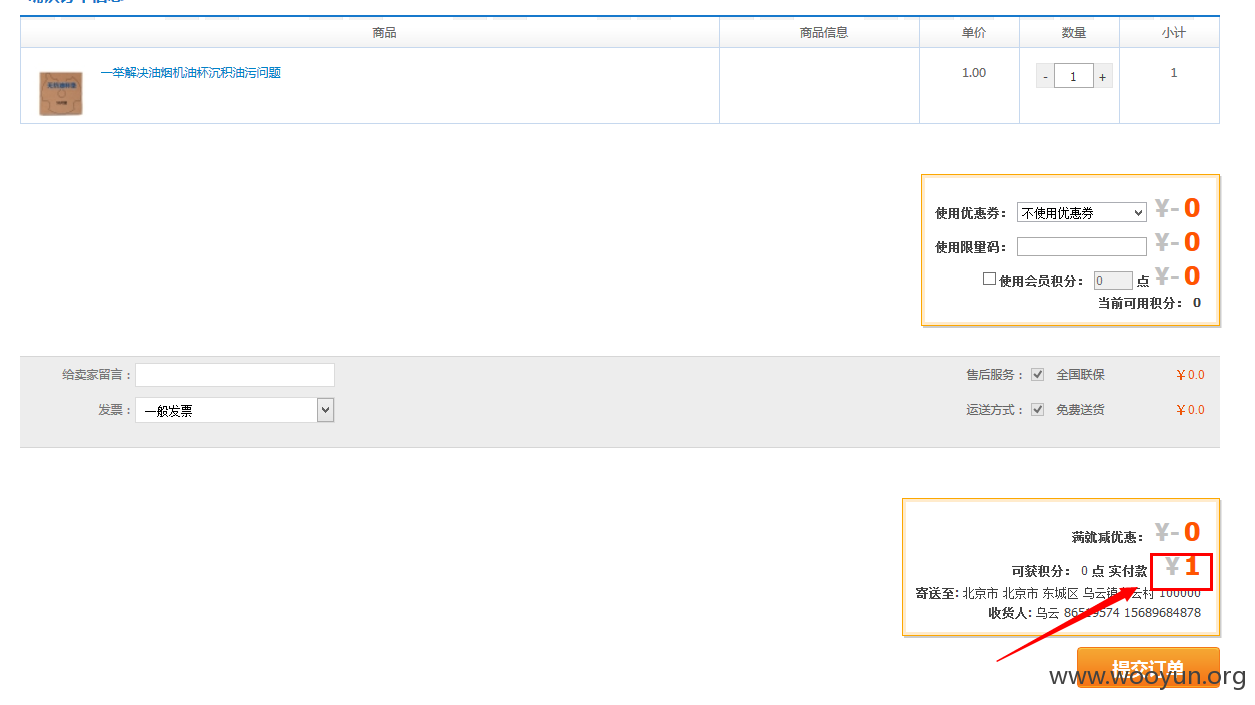 商品 商品信息 单价 数量 小计
一举解决油烟机油杯沉积油污问题 1.00 - 1 + 1
使用优惠券： 不使用优惠券 ¥- 0
使用限量码： ¥- 0
使用会员积分： 0 点 ¥- 0
当前可用积分： 0
给卖家留言： 售后服务： 全国联保 ￥0.0
发票： 一般发票 运送方式： 免费送货 ￥0.0
满就减优惠： ¥- 0
可获积分： 0 点 实付款 ¥ 1
寄送至: 北京市 北京市 东城区 乌云镇 云村 100000
收货人: 乌云 15689684878
提交订单
www.wooyun.org